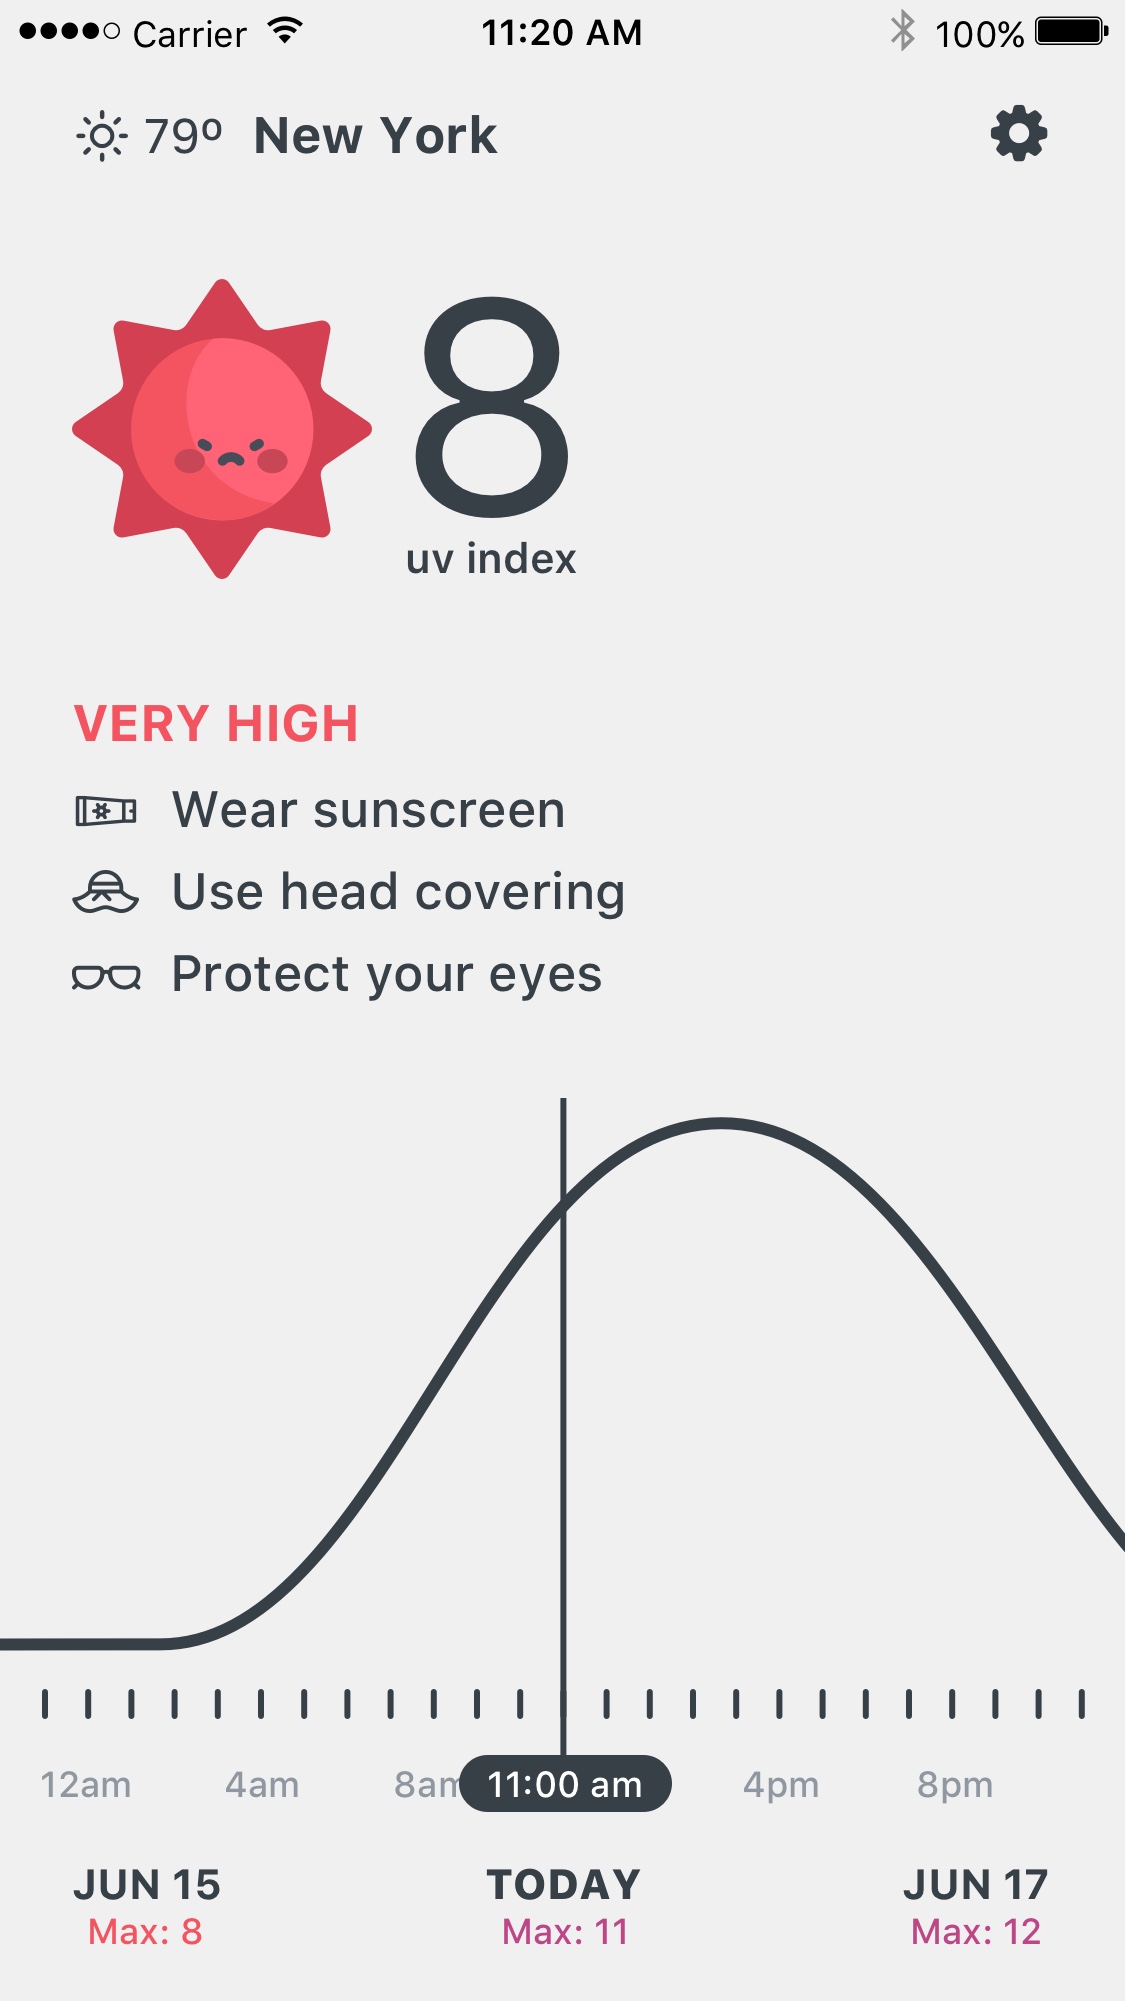 Carrier 11:20 AM 100%
79º New York
8
uv index
VERY HIGH
Wear sunscreen
Use head covering
Protect your eyes
12am 4am 8am 11:00 am 4pm 8pm
JUN 15 TODAY JUN 17
Max: 8 Max: 11 Max: 12